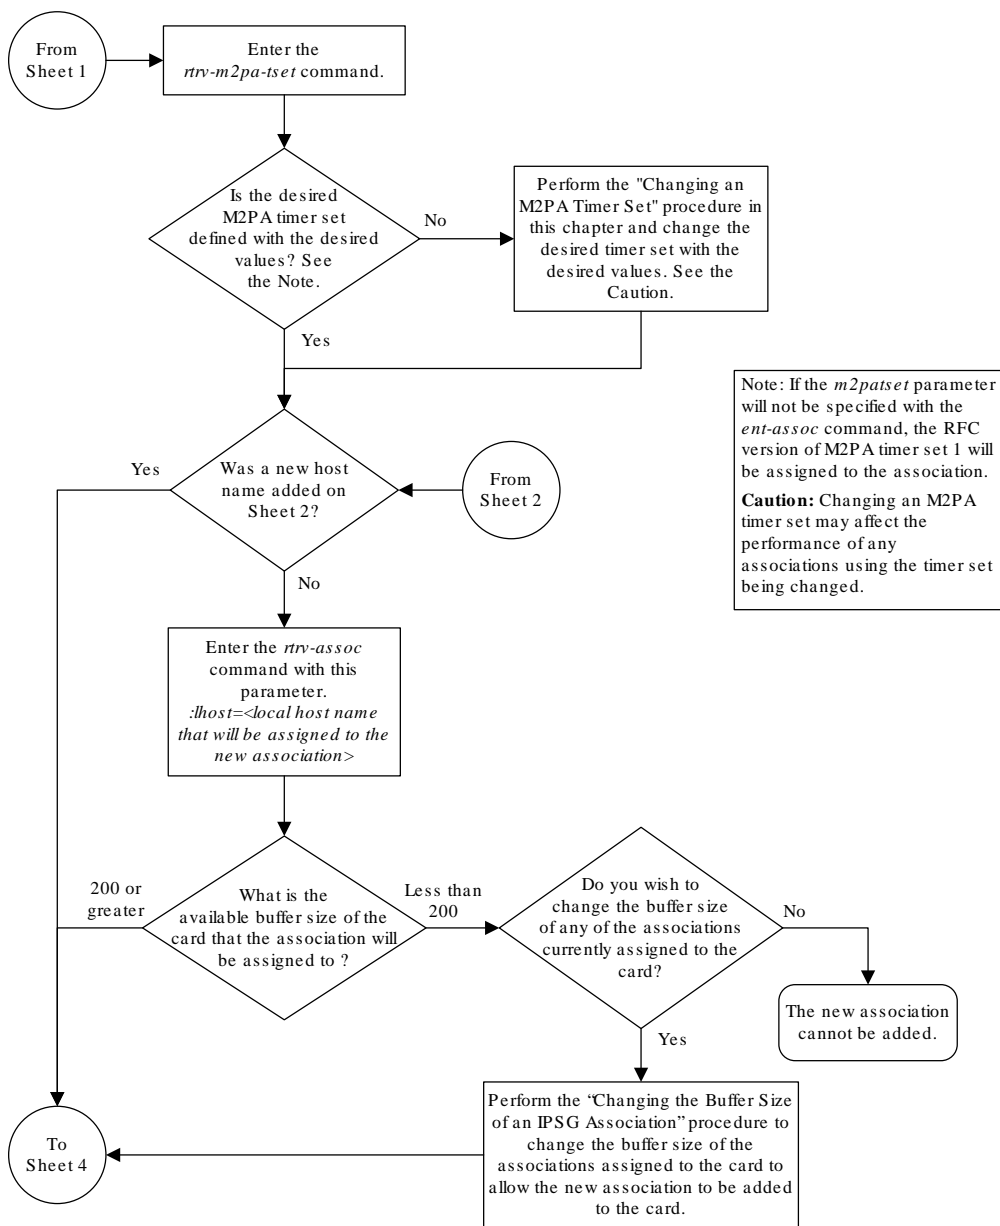 From
Sheet 1
Enter the
rtrv-m2pa-tset command.
Is the desired
M2PA timer set
defined with the desired
values? See
the Note.
No
Perform the "Changing an
M2PA Timer Set" procedure in
this chapter and change the
desired timer set with the
desired values. See the
Caution.
Yes
Note: If the m2patset parameter
will not be specified with the
ent-assoc command, the RFC
version of M2PA timer set 1 will
be assigned to the association.
Caution: Changing an M2PA
timer set may affect the
performance of any
associations using the timer set
being changed.
Yes
Was a new host
name added on
Sheet 2?
From
Sheet 2
No
Enter the rtrv-assoc
command with this
parameter.
:lhost=<local host name
that will be assigned to the
new association>
200 or
greater
What is the
available buffer size of the
card that the association will
be assigned to ?
Less than
200
Do you wish to
change the buffer size
of any of the associations
currently assigned to the
card?
No
The new association
cannot be added.
Yes
Perform the “Changing the Buffer Size
of an IPSG Association” procedure to
change the buffer size of the
associations assigned to the card to
allow the new association to be added
to the card.
To
Sheet 4